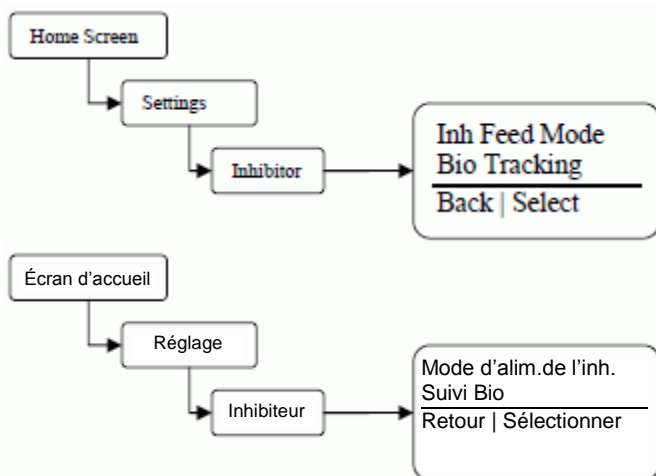 Home Screen
Settings
Inhibitor
Inh Feed Mode
Bio Tracking
Back | Select
Écran d'accueil
Réglage
Inhibiteur
Mode d'alim.de l'inh.
Suivi Bio
Retour | Sélectionner